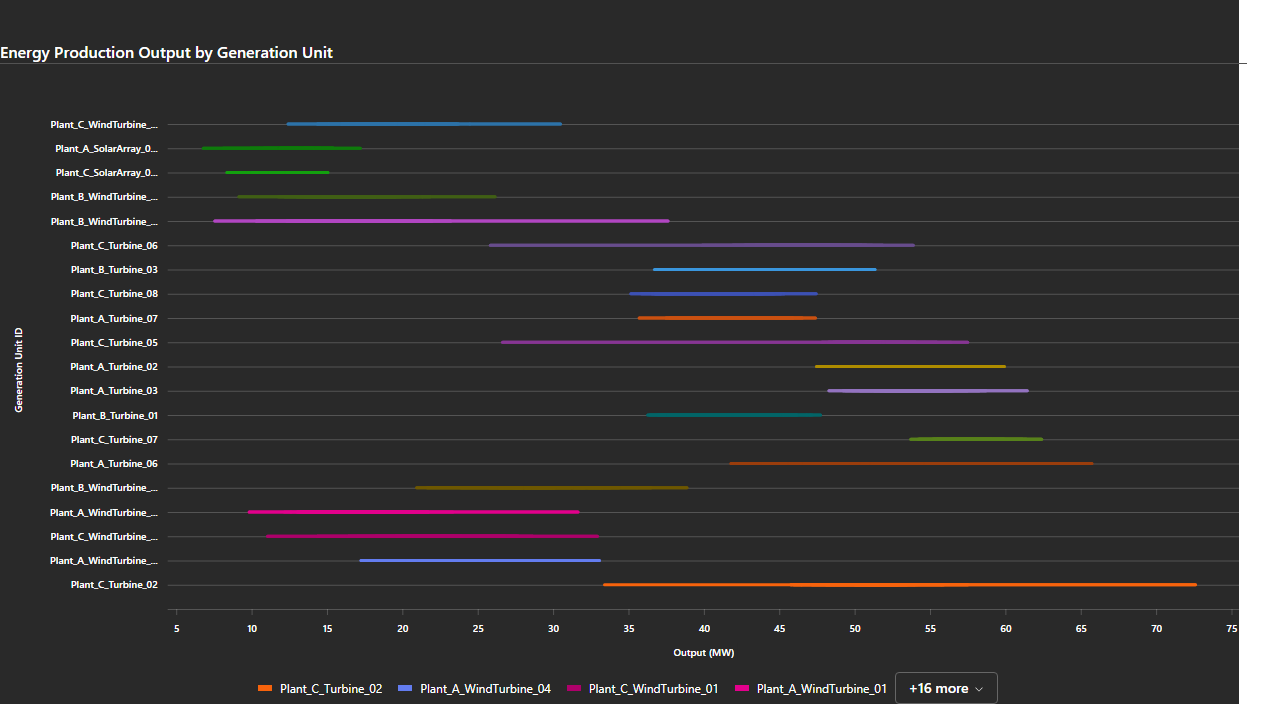 Energy Production Output by Generation Unit
Plant_C_WindTurbine_...
Plant_A_SolarArray_0...
Plant_C_SolarArray_0...
Plant_B_WindTurbine_...
Plant_B_WindTurbine_...
Plant_C_Turbine_06
Plant_B_Turbine_03
Plant_C_Turbine_08
Plant_A_Turbine_07
Plant_C_Turbine_05
Plant_A_Turbine_02
Plant_A_Turbine_03
Plant_B_Turbine_01
Plant_C_Turbine_07
Plant_A_Turbine_06
Plant_B_WindTurbine_...
Plant_A_WindTurbine_...
Plant_C_WindTurbine_...
Plant_A_WindTurbine_...
Plant_C_Turbine_02
Generation Unit ID
5 10 15 20 25 30 35 40 45 50 55 60 65 70 75
Output (MW)
Plant_C_Turbine_02 Plant_A_WindTurbine_04 Plant_C_WindTurbine_01 Plant_A_WindTurbine_01 +16 more